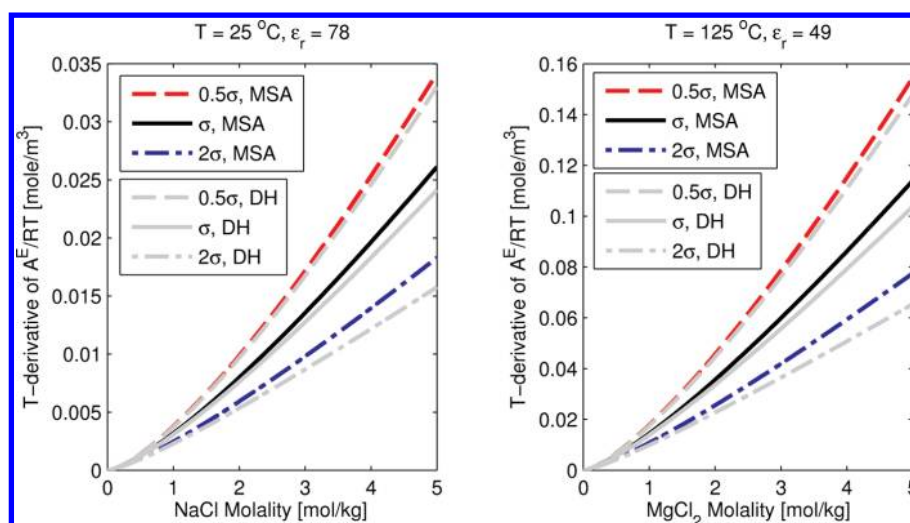 T = 25 °C, ε_r = 78
T-derivative of A^E/RT [mole/m³]
0.035
0.03
0.025
0.02
0.015
0.01
0.005
0
0.5σ, MSA
σ, MSA
2σ, MSA
0.5σ, DH
σ, DH
2σ, DH
0 1 2 3 4 5
NaCl Molality [mol/kg]
T = 125 °C, ε_r = 49
T-derivative of A^E/RT [mole/m³]
0.16
0.14
0.12
0.1
0.08
0.06
0.04
0.02
0
0.5σ, MSA
σ, MSA
2σ, MSA
0.5σ, DH
σ, DH
2σ, DH
0 1 2 3 4 5
MgCl₂ Molality [mol/kg]